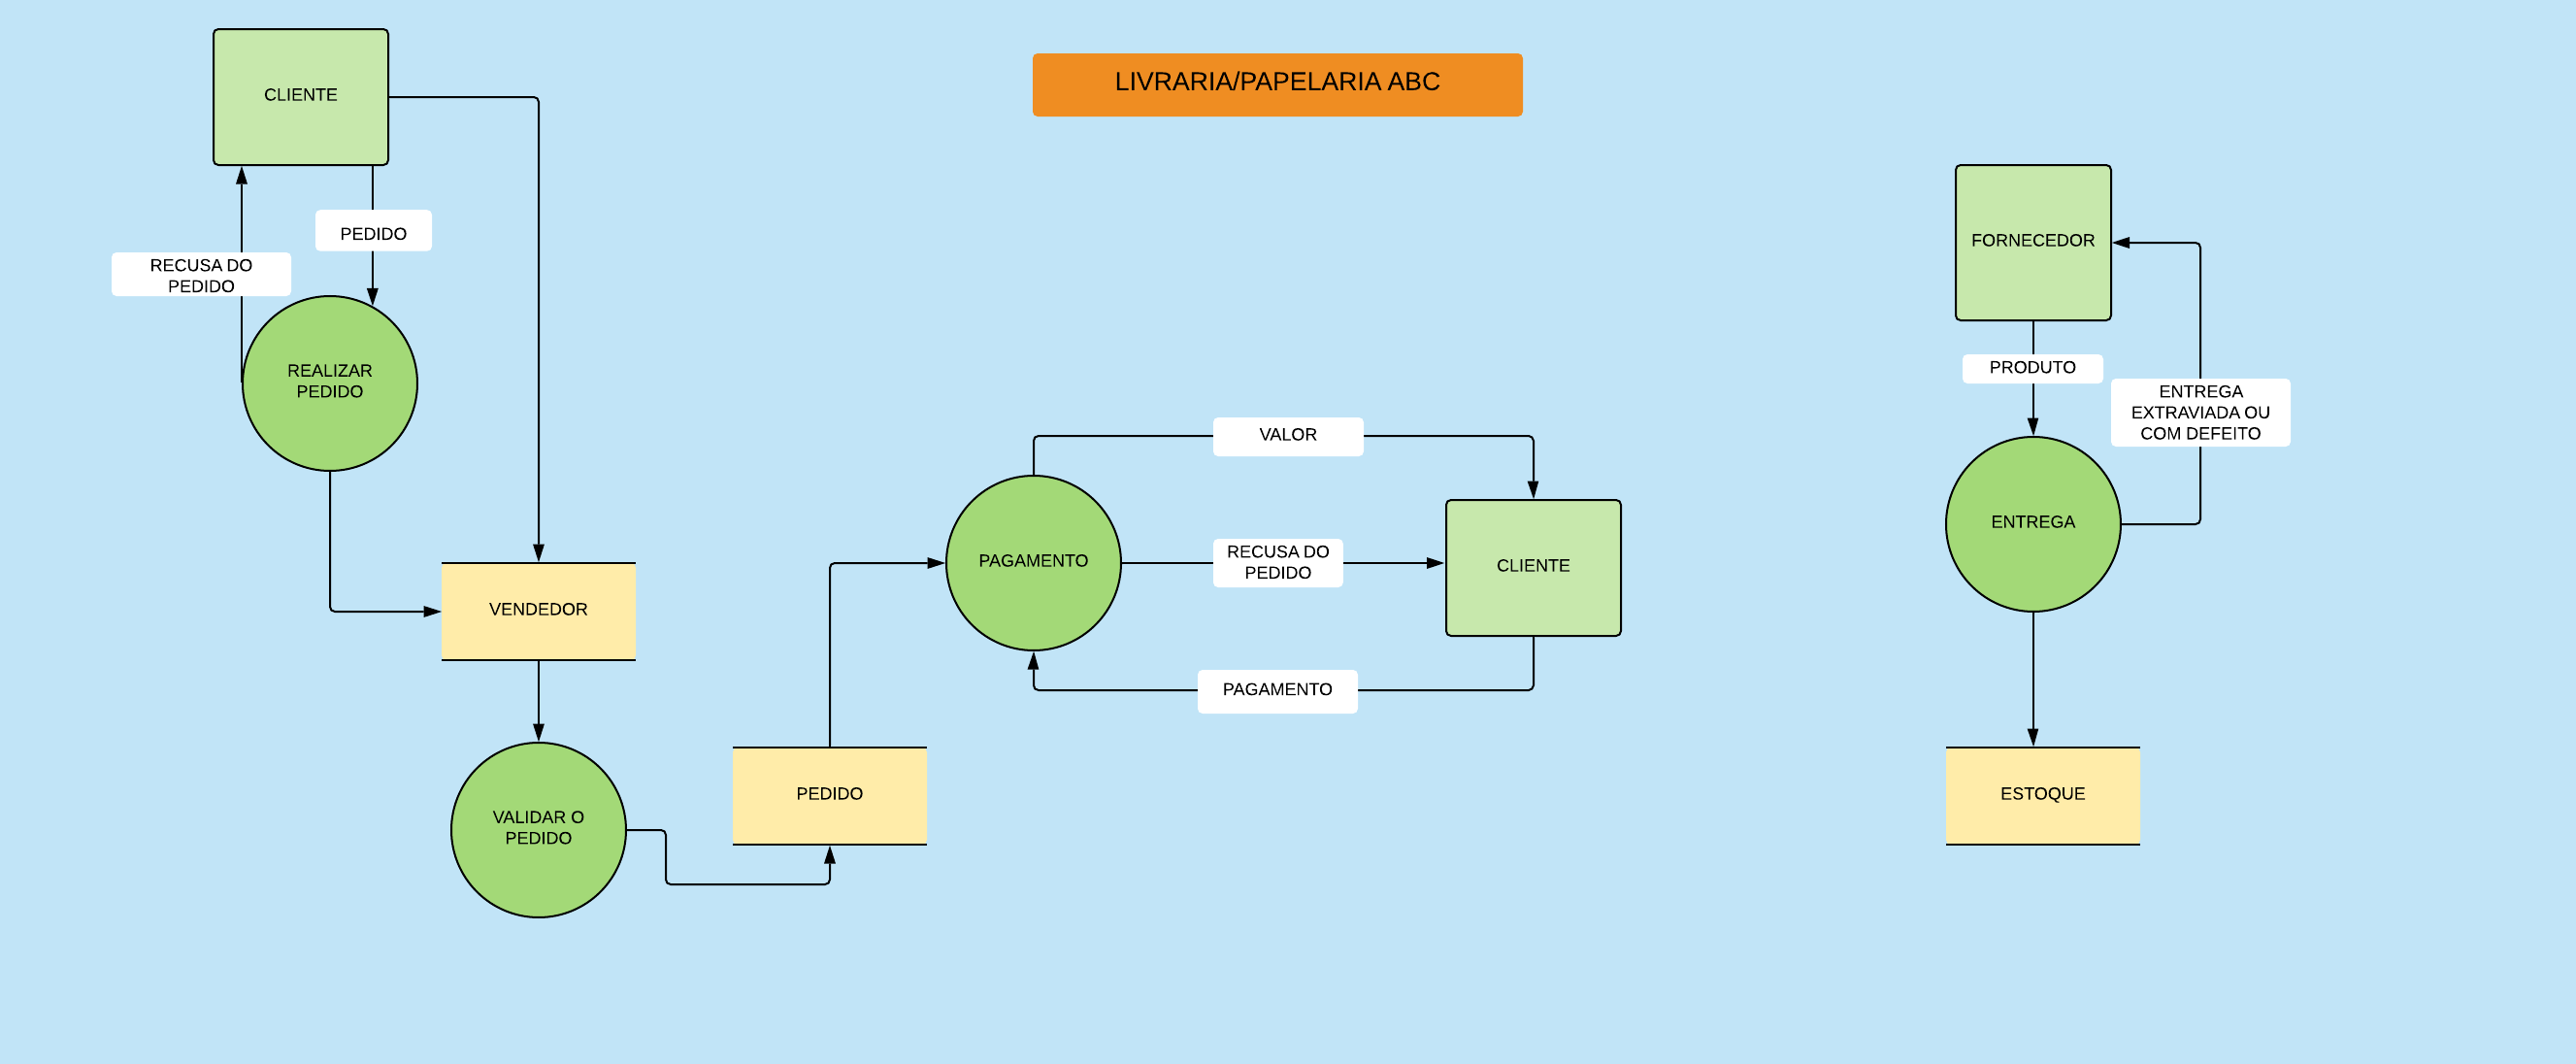 LIVRARIA/PAPELARIA ABC
CLIENTE
PEDIDO
RECUSA DO
PEDIDO
REALIZAR
PEDIDO
VENDEDOR
VALIDAR O
PEDIDO
PEDIDO
PAGAMENTO
VALOR
RECUSA DO
PEDIDO
CLIENTE
PAGAMENTO
FORNECEDOR
PRODUTO
ENTREGA
EXTRAVIADA OU
COM DEFEITO
ENTREGA
ESTOQUE